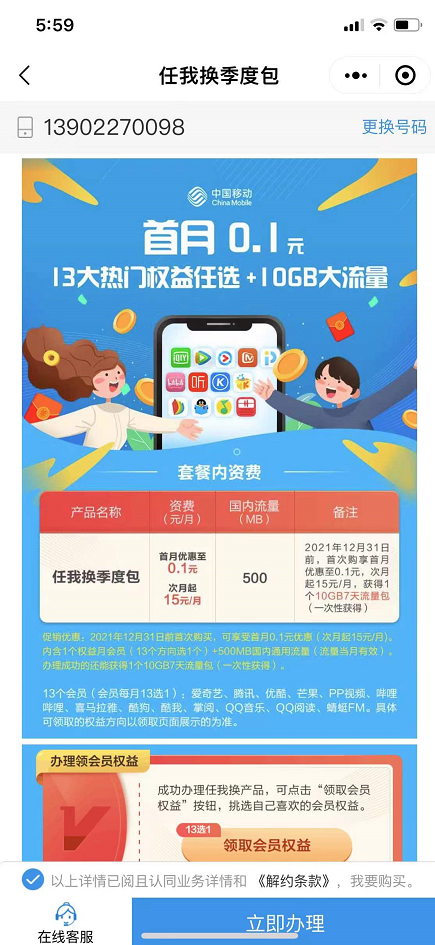 5:59
任我换季度包
13902270098
更换号码
中国移动
China Mobile
首月 0.1元
13大热门权益任选+10GB大流量
套餐内资费
产品名称
资费
（元/月）
国内流量
（MB）
备注
任我换季度包
首月优惠至
0.1元
次月起
15元/月
500
2021年12月31日
前，首次购享首月
优惠至0.1元，次月
起15元/月，获得1
个10GB7天流量包
（一次性获得）
促销优惠：2021年12月31日前首次购买，可享受首月0.1元优惠（次月起15元/月)。
内含1个权益月会员（13个方向选1个）+500MB国内通用流量（流量当月有效）。
办理成功的还能获得1个10GB7天流量包（一次性获得）。
13个会员（会员每月13选1）；爱奇艺、腾讯、优酷、芒果、PP视频、哔哩
哔哩、喜马拉雅、酷狗、酷我、掌阅、QQ音乐、QQ阅读、蜻蜓FM。具体
可领取的权益方向以领取页面展示的为准。
办理领会员权益
成功办理任我换产品，可点击“领取会员
权益”按钮，挑选自己喜欢的会员权益。
13选1
领取会员权益
以上详情已阅且认同业务详情和 《解约条款》，我要购买。
在线客服
立即办理